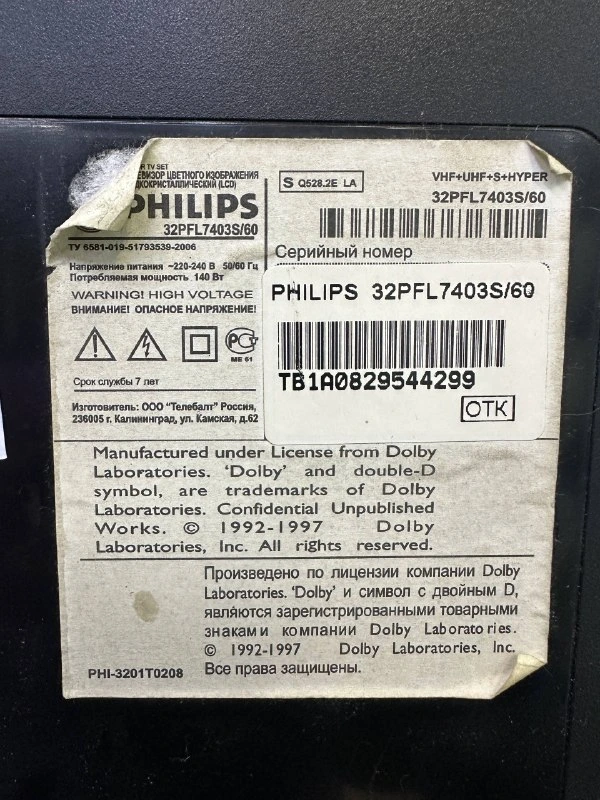 R TV SET
ЕВИЗОР ЦВЕТНОГО ИЗОБРАЖЕНИЯ
ДКОКРИСТАЛЛИЧЕСКИЙ (LCD)
PHILIPS
32PFL7403S/60
ТУ 6581-019-51793539-2006
Напряжение питания ~220-240 В 50/60 Гц
Потребляемая мощность 140 Вт
WARNING! HIGH VOLTAGE
ВНИМАНИЕ! ОПАСНОЕ НАПРЯЖЕНИЕ!
МЕ 61
Срок службы 7 лет
Изготовитель: ООО "Телебалт" Россия,
236005 г. Калининград, ул. Камская, д.62
S Q528.2E LA
VHF+UHF+S+HYPER
32PFL7403S/60
Серийный номер
PHILIPS 32PFL7403S/60
TB1A0829544299
ОТК
Manufactured under License from Dolby
Laboratories. 'Dolby' and double-D
symbol, are trademarks of Dolby
Laboratories. Confidential Unpublished
Works. © 1992-1997 Dolby
Laboratories, Inc. All rights reserved.
Произведено по лицензии компании Dolby
Laboratories. 'Dolby' и символ с двойным D,
являются зарегистрированными товарными
знаками компании Dolby Laboratories.
© 1992-1997 Dolby Laboratories, Inc.
Все права защищены.
PHI-3201T0208